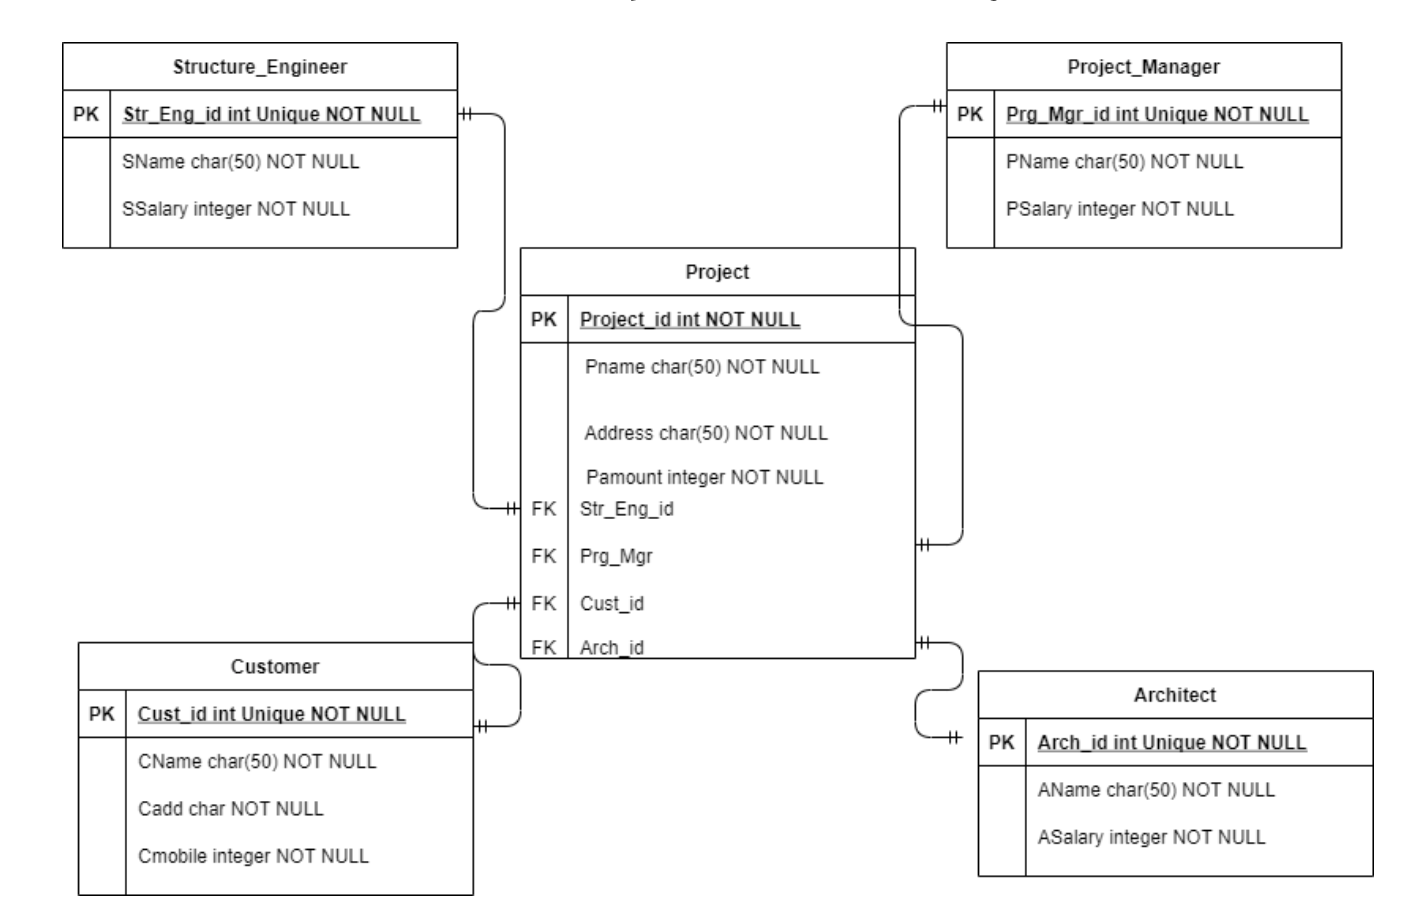 Structure_Engineer
PK Str_Eng_id int Unique NOT NULL
SName char(50) NOT NULL
SSalary integer NOT NULL
Project_Manager
PK Prg_Mgr_id int Unique NOT NULL
PName char(50) NOT NULL
PSalary integer NOT NULL
Project
PK Project_id int NOT NULL
Pname char(50) NOT NULL
Address char(50) NOT NULL
Pamount integer NOT NULL
FK Str_Eng_id
FK Prg_Mgr
FK Cust_id
FK Arch_id
Customer
PK Cust_id int Unique NOT NULL
CName char(50) NOT NULL
Cadd char NOT NULL
Cmobile integer NOT NULL
Architect
PK Arch_id int Unique NOT NULL
AName char(50) NOT NULL
ASalary integer NOT NULL